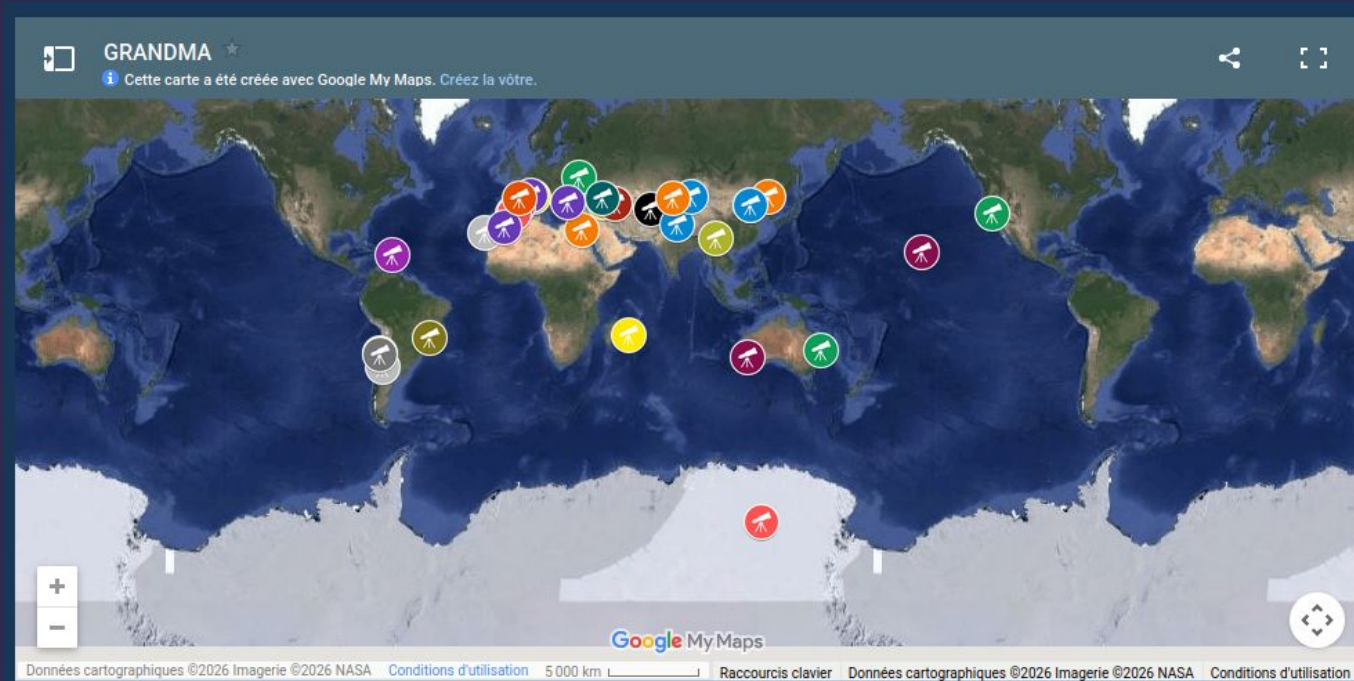 GRANDMA
Cette carte a été créée avec Google My Maps. Créez la vôtre.
Google My Maps
Données cartographiques ©2026 Imagerie ©2026 NASA Conditions d'utilisation 5 000 km Raccourcis clavier Données cartographiques ©2026 Imagerie ©2026 NASA Conditions d'utilisation